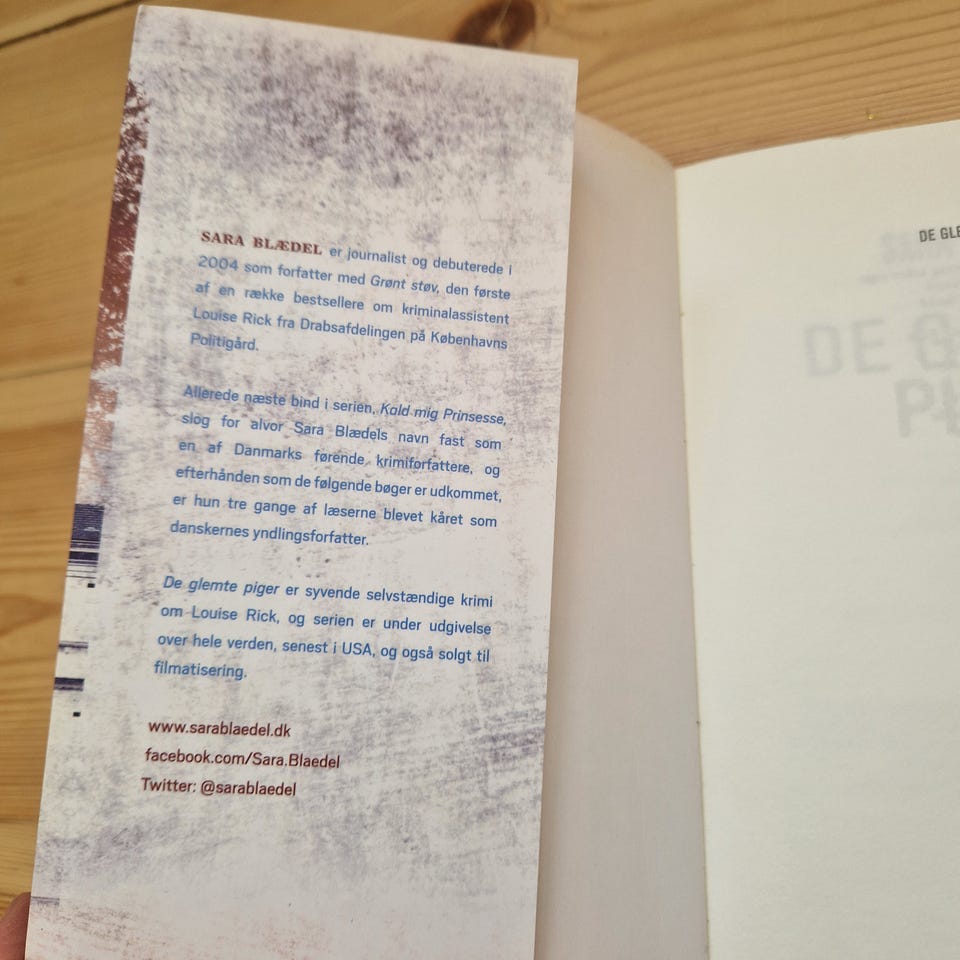 SARA BLÆDEL er journalist og debuterede i
2004 som forfatter med Grønt støv, den første
af en række bestsellere om kriminalassistent
Louise Rick fra Drabsafdelingen på Københavns
Politigård.
Allerede næste bind i serien, Kald mig Prinsesse,
slog for alvor Sara Blædels navn fast som
en af Danmarks førende krimiforfattere, og
efterhånden som de følgende bøger er udkommet,
er hun tre gange af læserne blevet kåret som
danskernes yndlingsforfatter.
De glemte piger er syvende selvstændige krimi
om Louise Rick, og serien er under udgivelse
over hele verden, senest i USA, og også solgt til
filmatisering.
www.sarablaedel.dk
facebook.com/Sara.Blaedel
Twitter: @sarablaedel
DE GLE
DE G